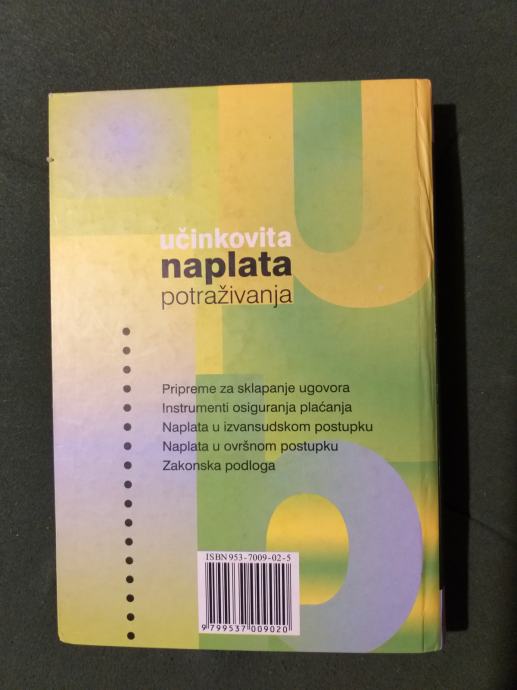 učinkovita
naplata
potraživanja
Pripreme za sklapanje ugovora
Instrumenti osiguranja plaćanja
Naplata u izvansudskom postupku
Naplata u ovršnom postupku
Zakonska podloga
ISBN 953-7009-02-5
9 799537 009020